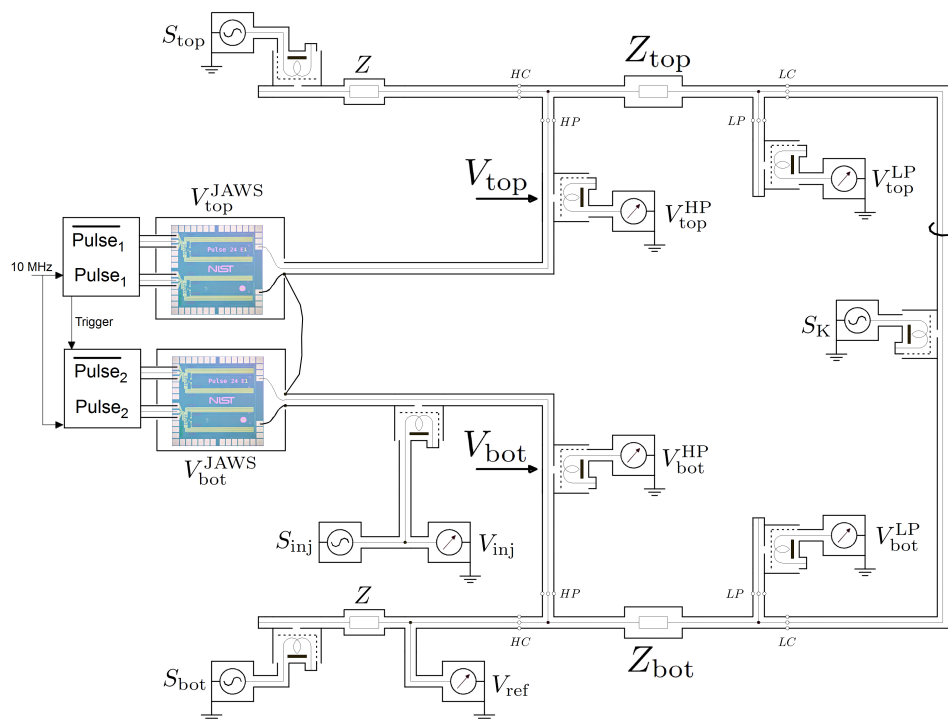 S_top
Z
HC
Z_top
LC
HP
LP
V_top
V_top^HP
V_top^LP
V_top^JAWS
Pulse_1
Pulse_1
10 MHz
Pulse 24 C1
NIST
Trigger
S_K
Pulse_2
Pulse_2
Pulse 24 C1
NIST
V_bot^JAWS
V_bot
V_bot^HP
V_bot^LP
S_inj
V_inj
Z
HP
LP
HC
Z_bot
LC
S_bot
V_ref